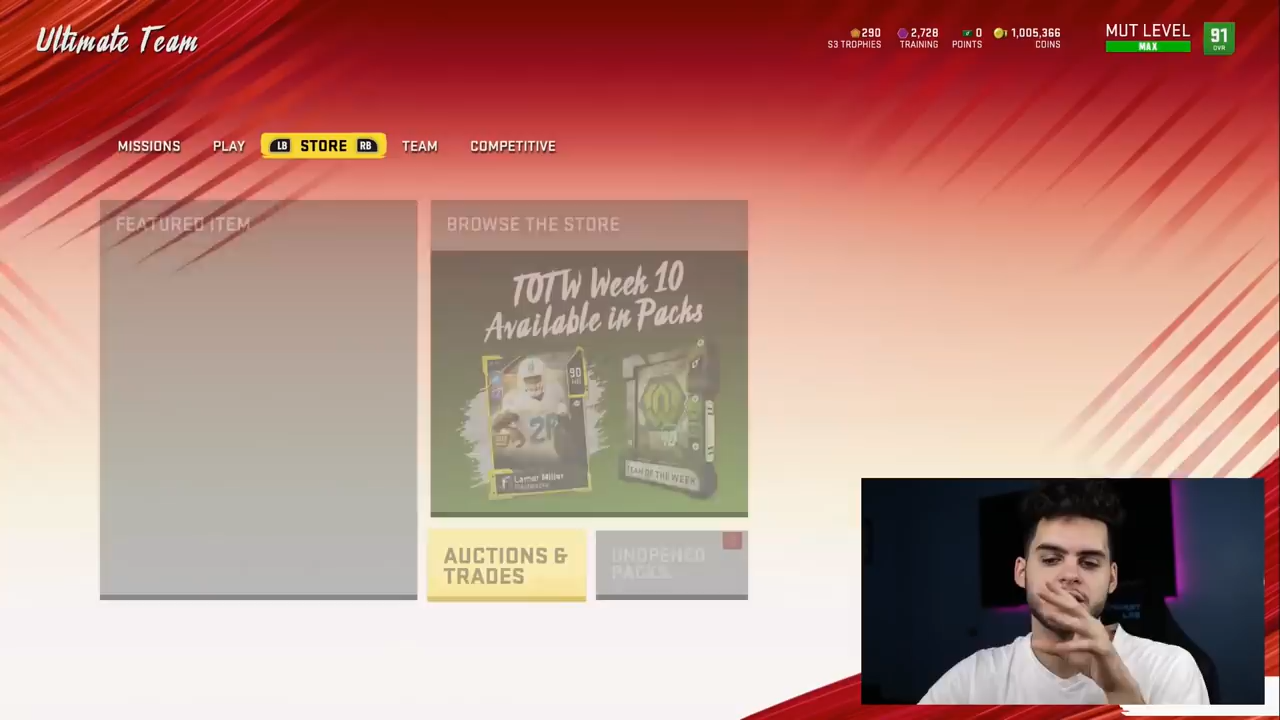 Ultimate Team
290
S3 TROPHIES
2,728
TRAINING
0
POINTS
1,005,366
COINS
MUT LEVEL
MAX
91
OVR
MISSIONS
PLAY
LB STORE RB
TEAM
COMPETITIVE
FEATURED ITEM
BROWSE THE STORE
TOTW Week 10
Available in Packs
90
Lamar Miller
TEAM OF THE WEEK
AUCTIONS &
TRADES
UNOPENED
PACKS